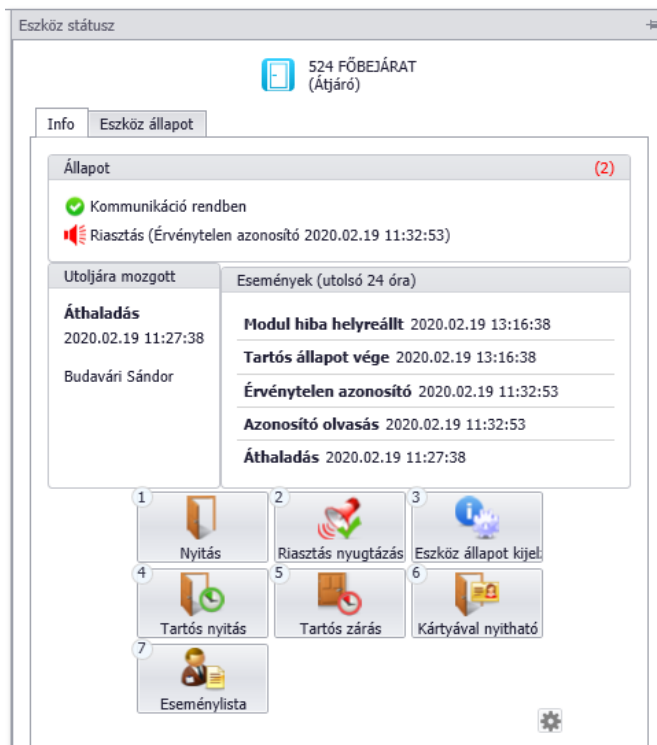 Eszköz státusz
524 FŐBEJÁRAT
(Átjáró)
Info
Eszköz állapot
Állapot
(2)
Kommunikáció rendben
Riasztás (Érvénytelen azonosító 2020.02.19 11:32:53)
Utoljára mozgott
Áthaladás
2020.02.19 11:27:38
Budavári Sándor
Események (utolsó 24 óra)
Modul hiba helyreállt 2020.02.19 13:16:38
Tartós állapot vége 2020.02.19 13:16:38
Érvénytelen azonosító 2020.02.19 11:32:53
Azonosító olvasás 2020.02.19 11:32:53
Áthaladás 2020.02.19 11:27:38
1
Nyitás
2
Riasztás nyugtázás
3
Eszköz állapot kijel:
4
Tartós nyitás
5
Tartós zárás
6
Kártyával nyitható
7
Eseménylista